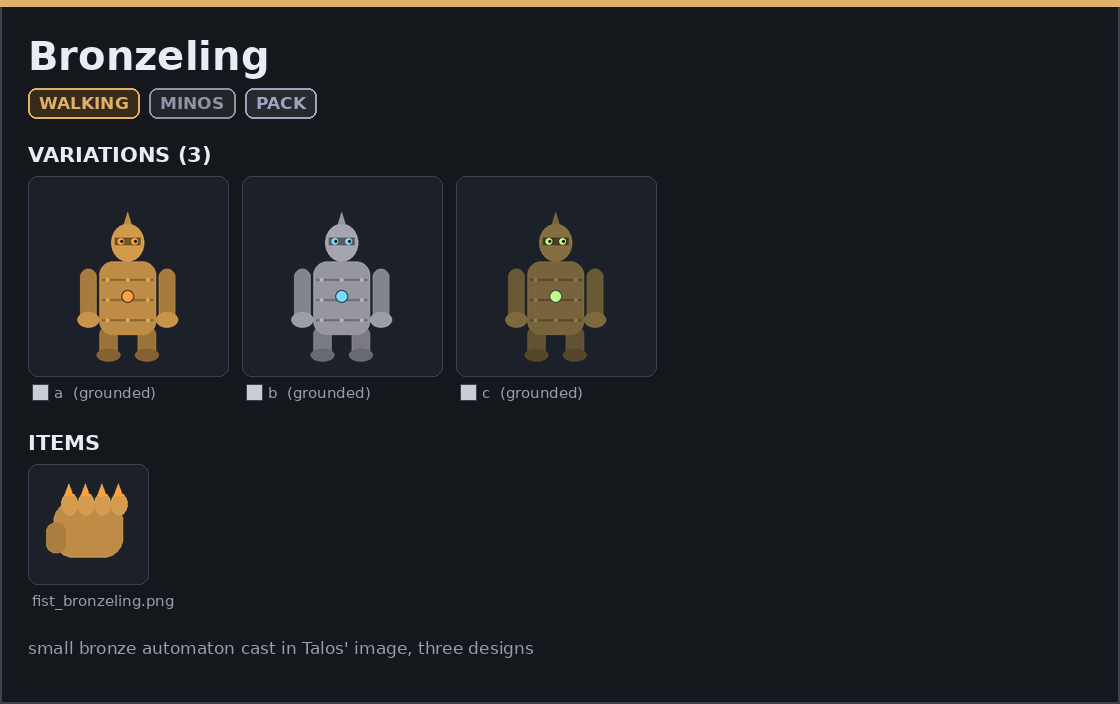 Bronzeling
WALKING MINOS PACK
VARIATIONS (3)
a (grounded) b (grounded) c (grounded)
ITEMS
fist_bronzeling.png
small bronze automaton cast in Talos' image, three designs